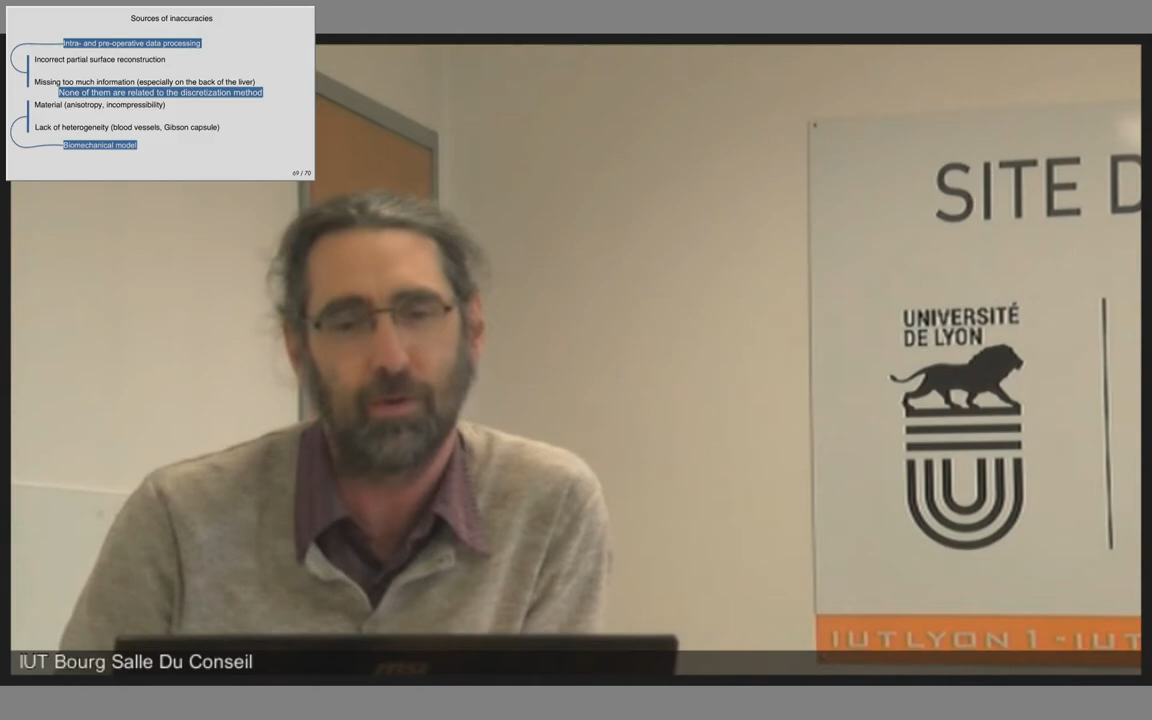 Sources of inaccuracies
Intra- and pre-operative data processing
Incorrect partial surface reconstruction
Missing too much information (especially on the back of the liver)
None of them are related to the discretization method
Material (anisotropy, incompressibility)
Lack of heterogeneity (blood vessels, Gibson capsule)
Biomechanical model
69 / 70
SITE D
UNIVERSITÉ
DE LYON
IUT LYON 1 - IUT
msi
IUT Bourg Salle Du Conseil